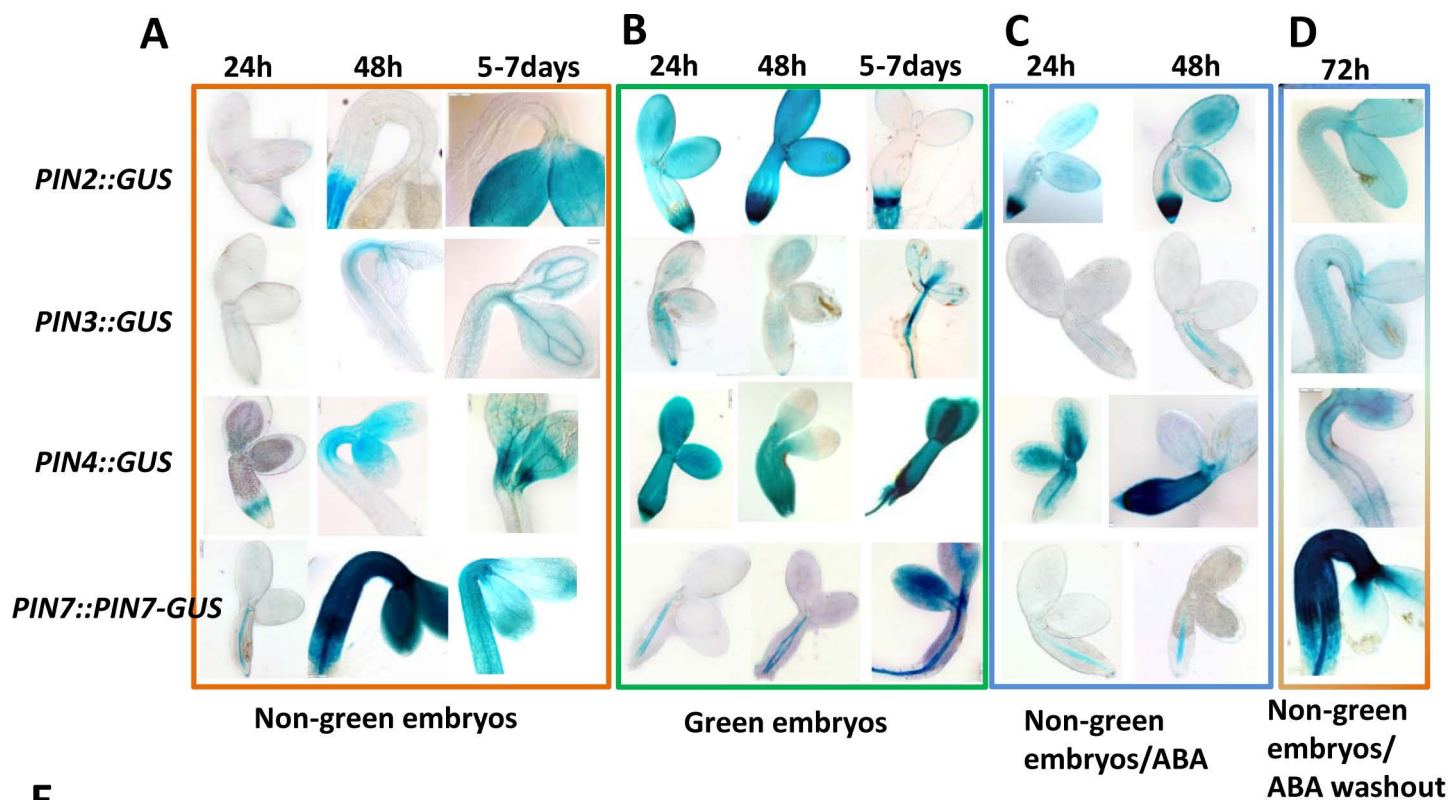 A B C D
24h 48h 5-7days 24h 48h 5-7days 24h 48h 72h
PIN2::GUS
PIN3::GUS
PIN4::GUS
PIN7::PIN7-GUS
Non-green embryos
Green embryos
Non-green
embryos/ABA
Non-green
embryos/
ABA washout